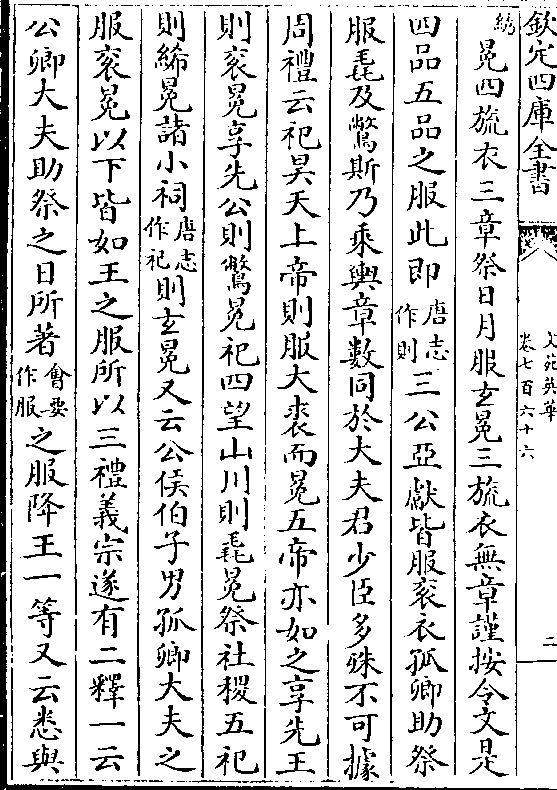 欽定四庫全書
文苑英華
卷七百六十六
二
絺
冕四旒衣三章祭日月服玄冕三旒衣無章謹按令文是
四品五品之服此即唐志作則三公亞獻皆服衮衣孤卿助祭
服毳及鷩斯乃乘輿章數同於大夫君少臣多殊不可據
周禮云祀昊天上帝則服大裘而冕五帝亦如之享先王
則衮冕享先公則鷩冕祀四望山川則毳冕祭社稷五祀
則絺冕諸小祠唐志作祀則玄冕又云公侯伯子男孤卿大夫之
服衮冕以下皆如王之服所以三禮義宗遂有二釋一云
公卿大夫助祭之日所著會要作服之服降王一等又云悉與